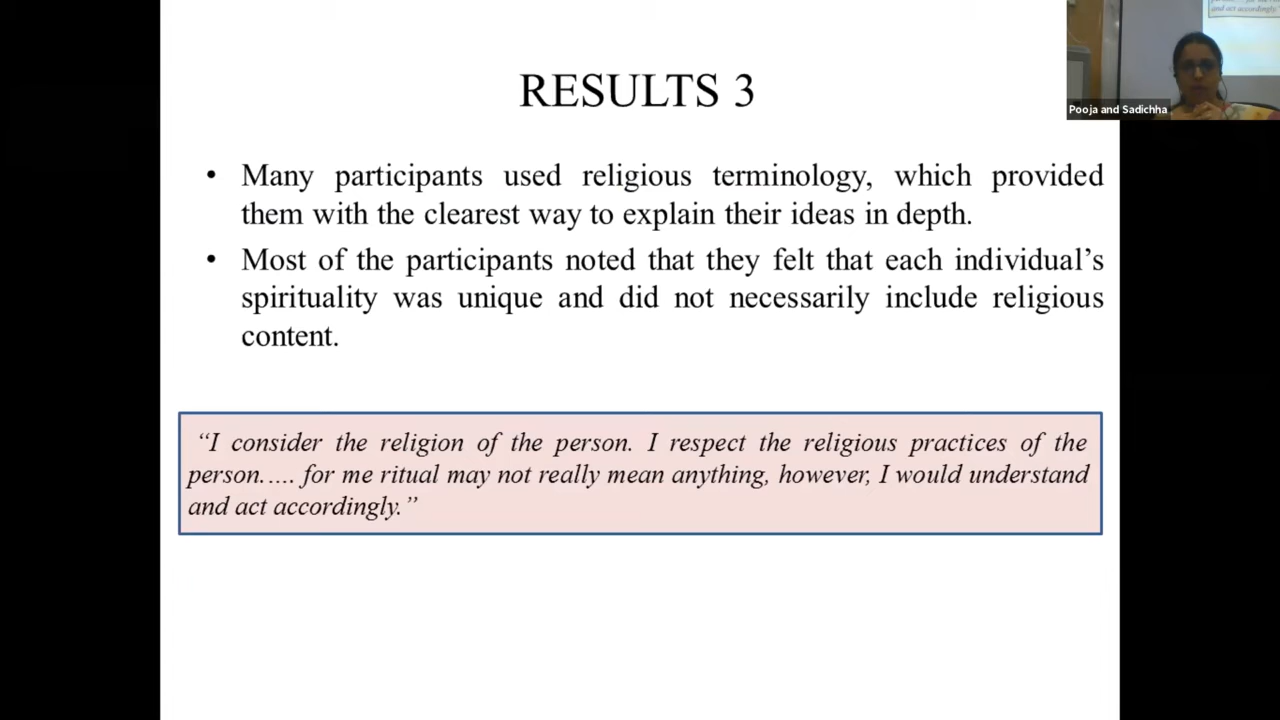 RESULTS 3
• Many participants used religious terminology, which provided
them with the clearest way to explain their ideas in depth.
• Most of the participants noted that they felt that each individual’s
spirituality was unique and did not necessarily include religious
content.
“I consider the religion of the person. I respect the religious practices of the
person..... for me ritual may not really mean anything, however, I would understand
and act accordingly.”
and act accordingly.”
Pooja and Sadichha